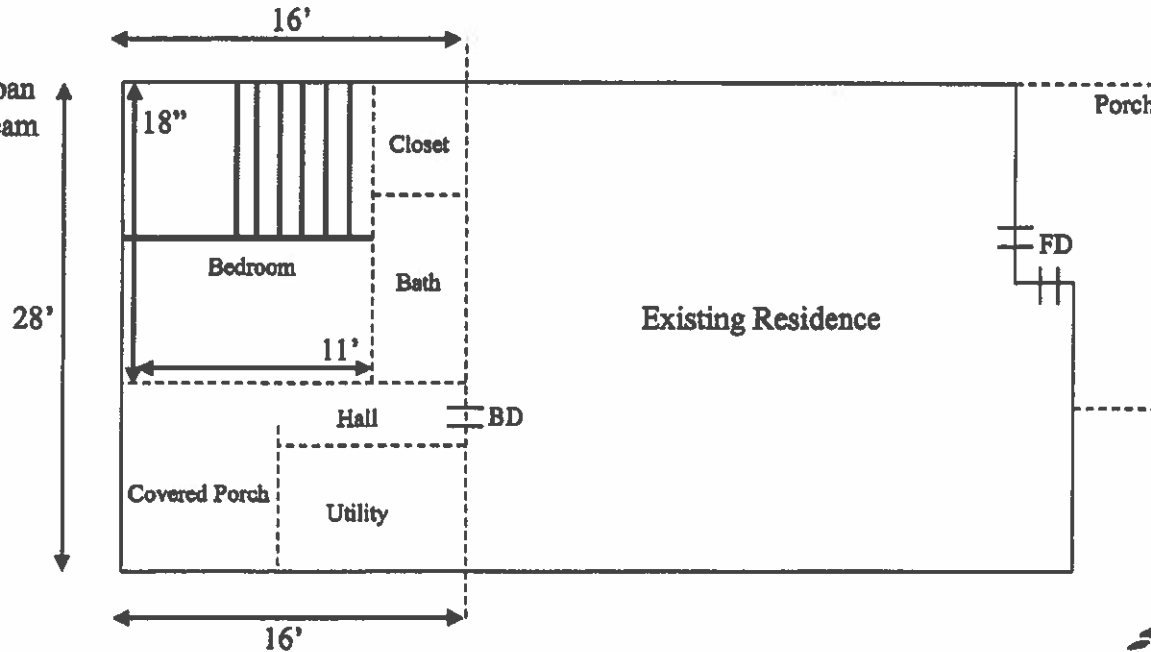 16'
pan
eam
18”
Closet
Porch
FD
Bedroom
Bath
28'
Existing Residence
11'
Hall
BD
Covered Porch
Utility
16'